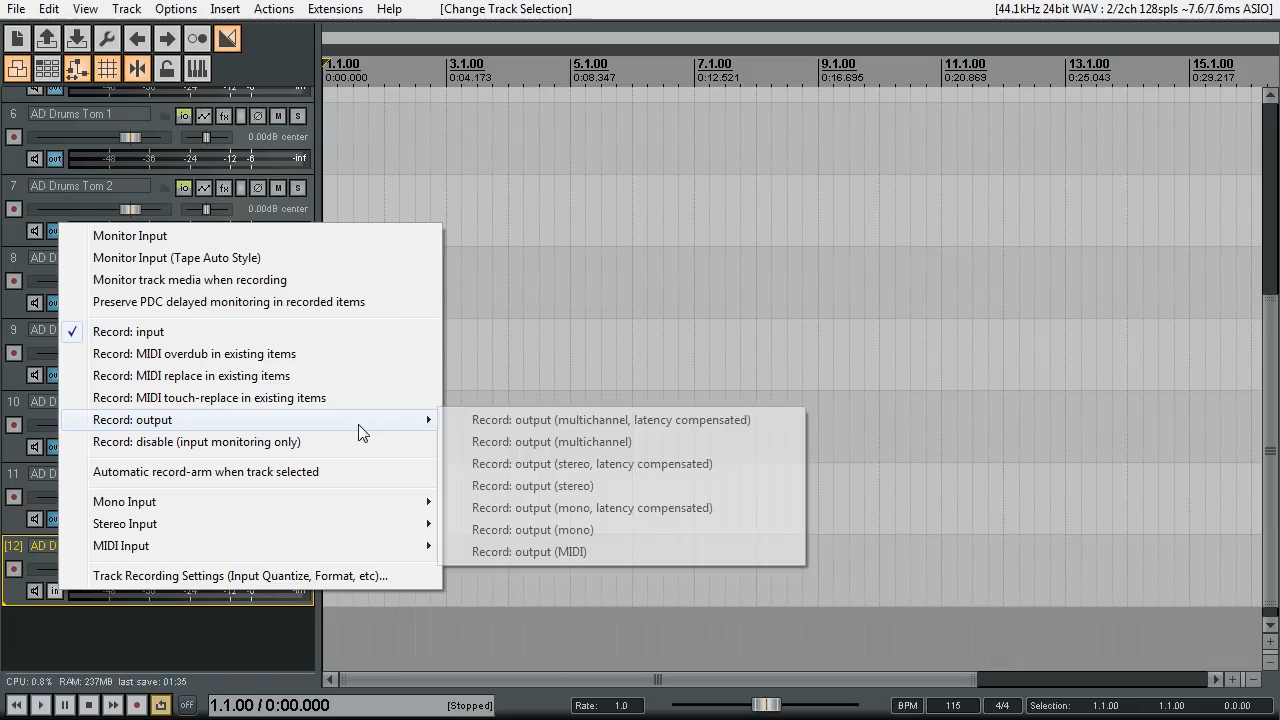 File Edit View Track Options Insert Actions Extensions Help [Change Track Selection] [44.1kHz 24bit WAV : 2/2ch 128spls ~7.6/7.6ms ASIO]
1.1.00 3.1.00 5.1.00 7.1.00 9.1.00 11.1.00 13.1.00 15.1.00
0:00.000 0:04.173 0:08.347 0:12.521 0:16.695 0:20.869 0:25.043 0:29.217
6 AD Drums Tom 1 io fx M S
0.00dB center
out -48 -36 -24 -12 -6 -inf
7 AD Drums Tom 2 io fx M S
0.00dB center
Monitor Input
Monitor Input (Tape Auto Style)
8 AD D
Monitor track media when recording
Preserve PDC delayed monitoring in recorded items
9 AD D
Record: input
Record: MIDI overdub in existing items
Record: MIDI replace in existing items
10 AD D
Record: MIDI touch-replace in existing items
Record: output
Record: disable (input monitoring only)
11 AD D
Automatic record-arm when track selected
Mono Input
Stereo Input
[12] AD D
MIDI Input
Track Recording Settings (Input Quantize, Format, etc)...
Record: output (multichannel, latency compensated)
Record: output (multichannel)
Record: output (stereo, latency compensated)
Record: output (stereo)
Record: output (mono, latency compensated)
Record: output (mono)
Record: output (MIDI)
in
CPU: 0.8% RAM: 237MB last save: 01:35
OFF 1.1.00 / 0:00.000 [Stopped] Rate: 1.0 BPM 115 4/4 Selection: 1.1.00 1.1.00 0.0.00